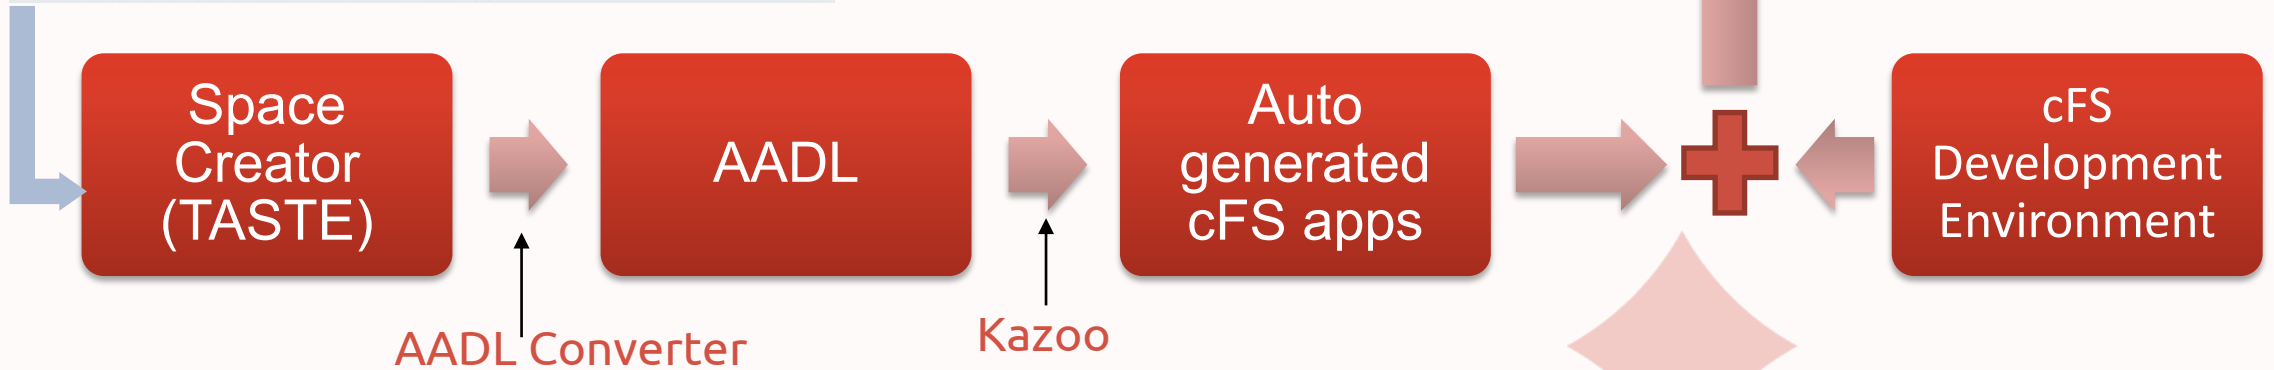 Space
Creator
(TASTE)
AADL
Auto
generated
cFS apps
cFS
Development
Environment
AADL Converter
Kazoo